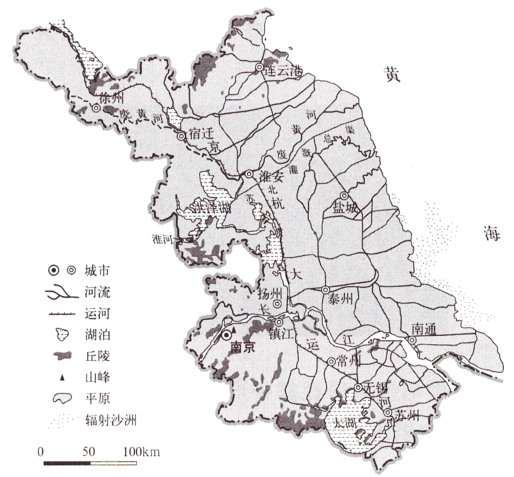 连云港
黄
徐州
废黄河
宿迁
京
黄
河
废
总
渠
灌
溉
北
苏
淮安
杭
盐城
洪泽湖
海
淮河
大
扬州
泰州
长
镇江
运
江
南通
南京
常州
无锡
河
苏州
太湖
城市
河流
运河
湖泊
丘陵
山峰
平原
辐射沙洲
0 50 100km